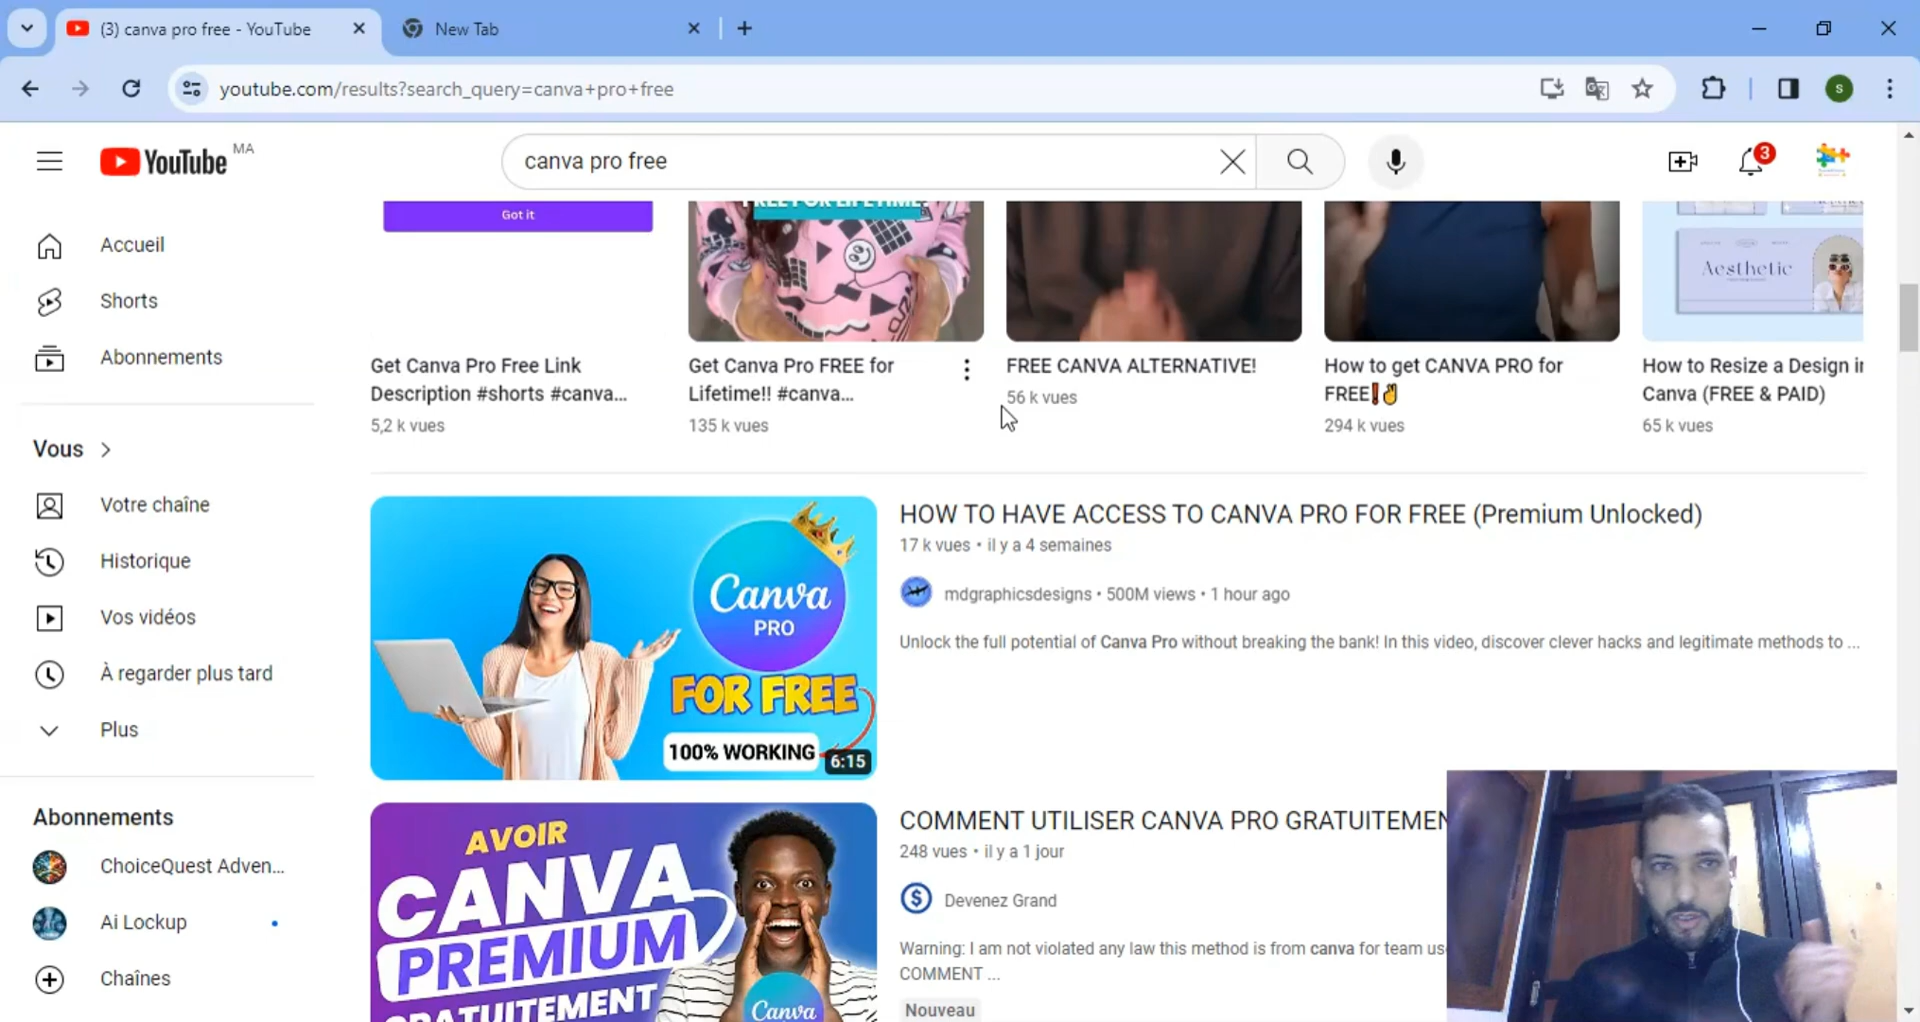 (3) canva pro free - YouTube
New Tab
youtube.com/results?search_query=canva+pro+free
S
YouTube MA
canva pro free
3
Accueil
Shorts
Abonnements
Vous
Votre chaîne
Historique
Vos vidéos
À regarder plus tard
Plus
Abonnements
ChoiceQuest Adven...
Ai Lockup
Chaînes
Got it
FREE FOR LIFETIME!
Aesthetic
Get Canva Pro Free Link
Description #shorts #canva...
5,2 k vues
Get Canva Pro FREE for
Lifetime!! #canva...
135 k vues
FREE CANVA ALTERNATIVE!
56 k vues
How to get CANVA PRO for
FREE❗✌
294 k vues
How to Resize a Design in
Canva (FREE & PAID)
65 k vues
Canva
PRO
FOR FREE
100% WORKING
6:15
HOW TO HAVE ACCESS TO CANVA PRO FOR FREE (Premium Unlocked)
17 k vues • il y a 4 semaines
mdgraphicsdesigns • 500M views • 1 hour ago
Unlock the full potential of Canva Pro without breaking the bank! In this video, discover clever hacks and legitimate methods to ...
AVOIR
CANVA
PREMIUM
GRATUITEMENT
Canva
COMMENT UTILISER CANVA PRO GRATUITEMEN
248 vues • il y a 1 jour
$ Devenez Grand
Warning: I am not violated any law this method is from canva for team us
COMMENT ...
Nouveau